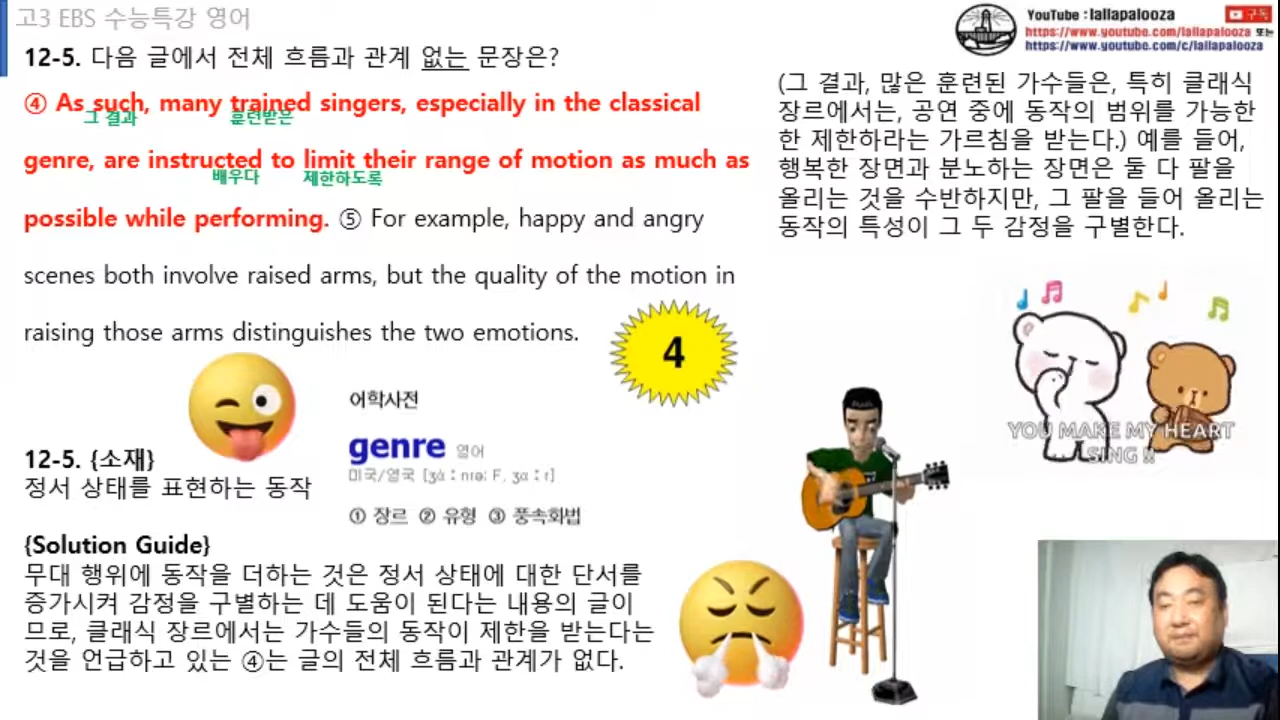 고3 EBS 수능특강 영어
YouTube : lallapalooza
구독
https://www.youtube.com/lallapalooza 또는
https://www.youtube.com/c/lallapalooza
12-5. 다음 글에서 전체 흐름과 관계 없는 문장은?
④ As such, many trained singers, especially in the classical
그 결과 훈련받은
genre, are instructed to limit their range of motion as much as
배우다 제한하도록
possible while performing. ⑤ For example, happy and angry
scenes both involve raised arms, but the quality of the motion in
raising those arms distinguishes the two emotions.
(그 결과, 많은 훈련된 가수들은, 특히 클래식
장르에서는, 공연 중에 동작의 범위를 가능한
한 제한하라는 가르침을 받는다.) 예를 들어,
행복한 장면과 분노하는 장면은 둘 다 팔을
올리는 것을 수반하지만, 그 팔을 들어 올리는
동작의 특성이 그 두 감정을 구별한다.
4
YOU MAKE MY HEART
SING !!
어학사전
genre 영어
미국/영국 [ʒɑ́ːnrə; F, ʒɑːr]
① 장르 ② 유형 ③ 풍속화법
12-5. {소재}
정서 상태를 표현하는 동작
{Solution Guide}
무대 행위에 동작을 더하는 것은 정서 상태에 대한 단서를
증가시켜 감정을 구별하는 데 도움이 된다는 내용의 글이
므로, 클래식 장르에서는 가수들의 동작이 제한을 받는다는
것을 언급하고 있는 ④는 글의 전체 흐름과 관계가 없다.